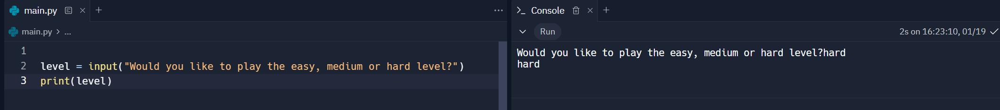 main.py
main.py > ...
1
2 level = input("Would you like to play the easy, medium or hard level?")
3 print(level)
Console
Run
2s on 16:23:10, 01/19
Would you like to play the easy, medium or hard level?hard
hard